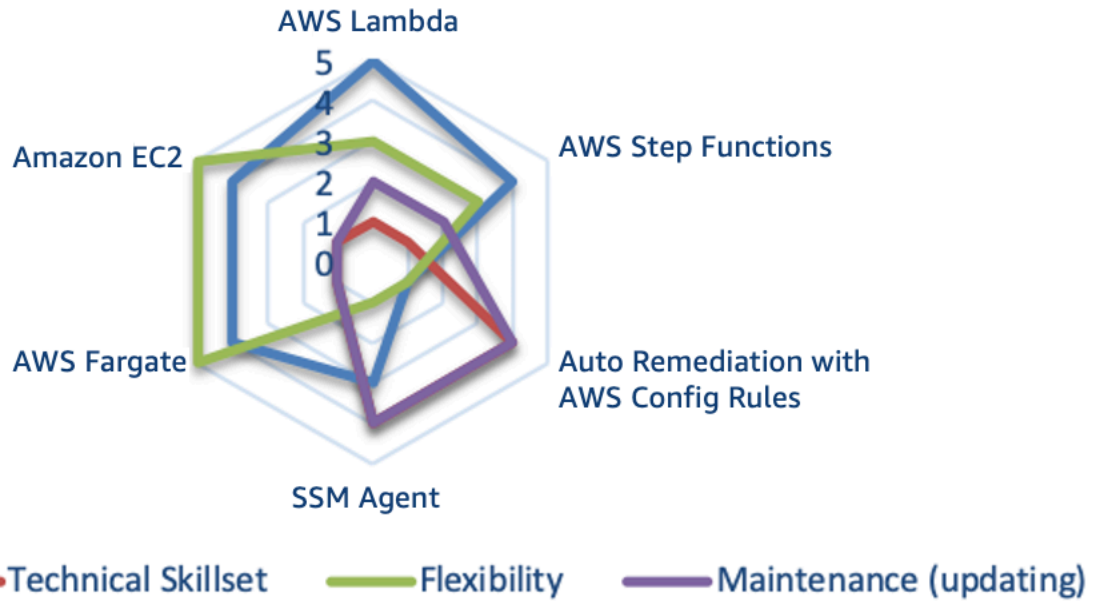 AWS Lambda
5
4
AWS Step Functions
3
Amazon EC2
2
1
0
AWS Fargate
Auto Remediation with
AWS Config Rules
SSM Agent
Technical Skillset
Flexibility
Maintenance (updating)